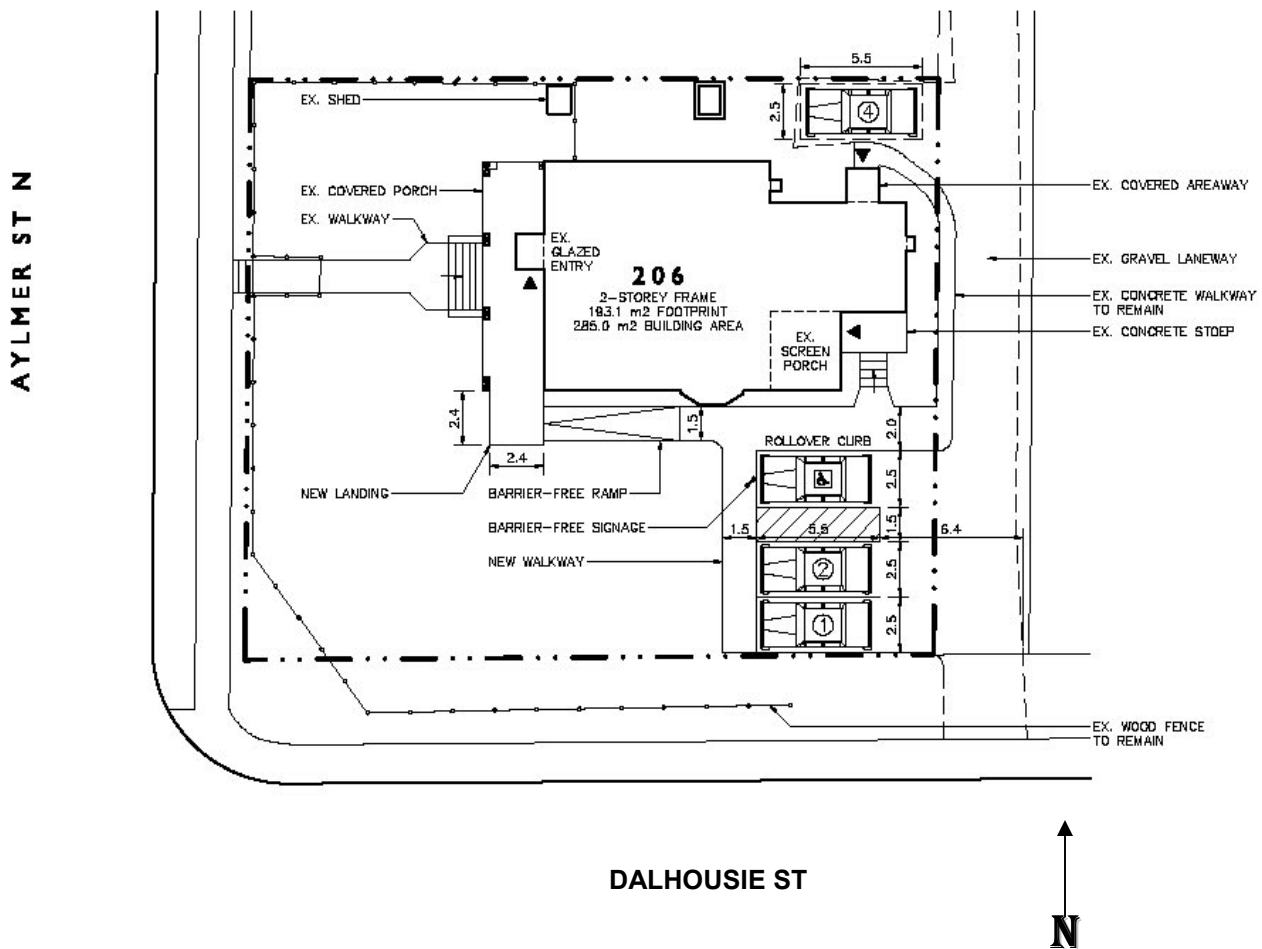 5.5
EX. SHED
2.5
4
AYLMER ST N
EX. COVERED PORCH
EX. COVERED AREAWAY
EX. WALKWAY
EX.
GLAZED
ENTRY
206
2-STOREY FRAME
193.1 m2 FOOTPRINT
285.0 m2 BUILDING AREA
EX. GRAVEL LANEWAY
EX. CONCRETE WALKWAY
TO REMAIN
EX. CONCRETE STOEP
EX.
SCREEN
PORCH
2.4
1.5
2.0
ROLLOVER CURB
2.4
2.5
NEW LANDING
BARRIER-FREE RAMP
BARRIER-FREE SIGNAGE
1.5
5.5
1.5
6.4
NEW WALKWAY
2
2.5
1
2.5
EX. WOOD FENCE
TO REMAIN
DALHOUSIE ST
N